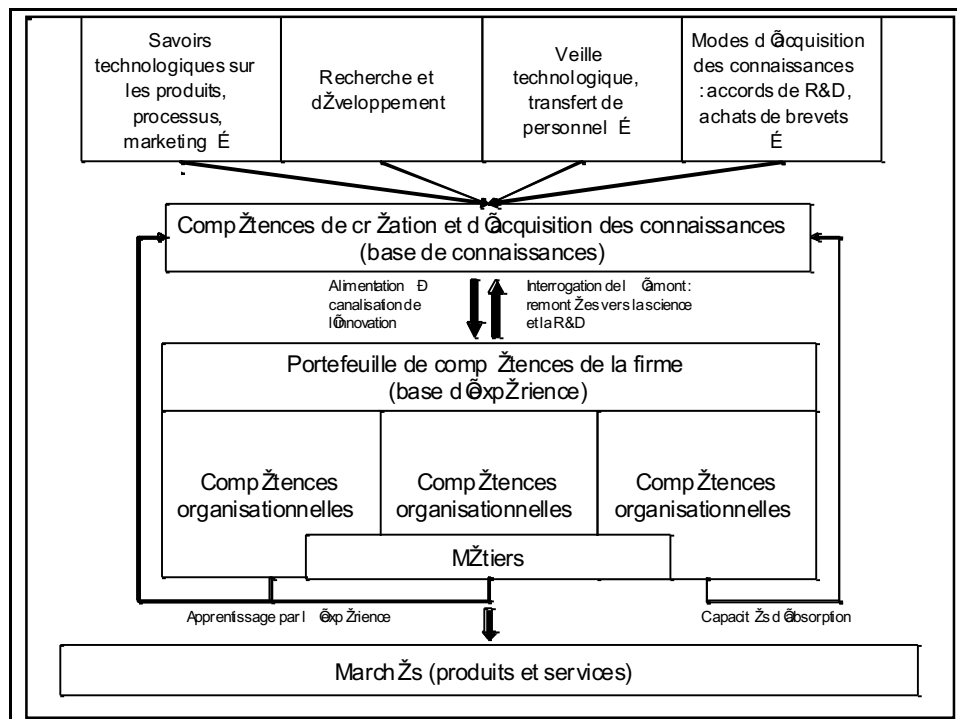 Savoirs
technologiques sur
les produits,
processus,
marketing É
Recherche et
dŽveloppement
Veille
technologique,
transfert de
personnel É
Modes d Õacquisition
des connaissances
: accords de R&D,
achats de brevets
É
CompŽtences de crŽation et d Õacquisition des connaissances
(base de connaissances)
Alimentation Ð
canalisation de
lÕinnovation
Interrogation de l Õamont :
remontŽes vers la science
et la R&D
Portefeuille de comp Žtences de la firme
(base d ÕexpŽrience)
CompŽtences
organisationnelles
CompŽtences
organisationnelles
CompŽtences
organisationnelles
MŽtiers
Apprentissage par l ÕexpŽrience
CapacitŽs d Õabsorption
MarchŽs (produits et services)